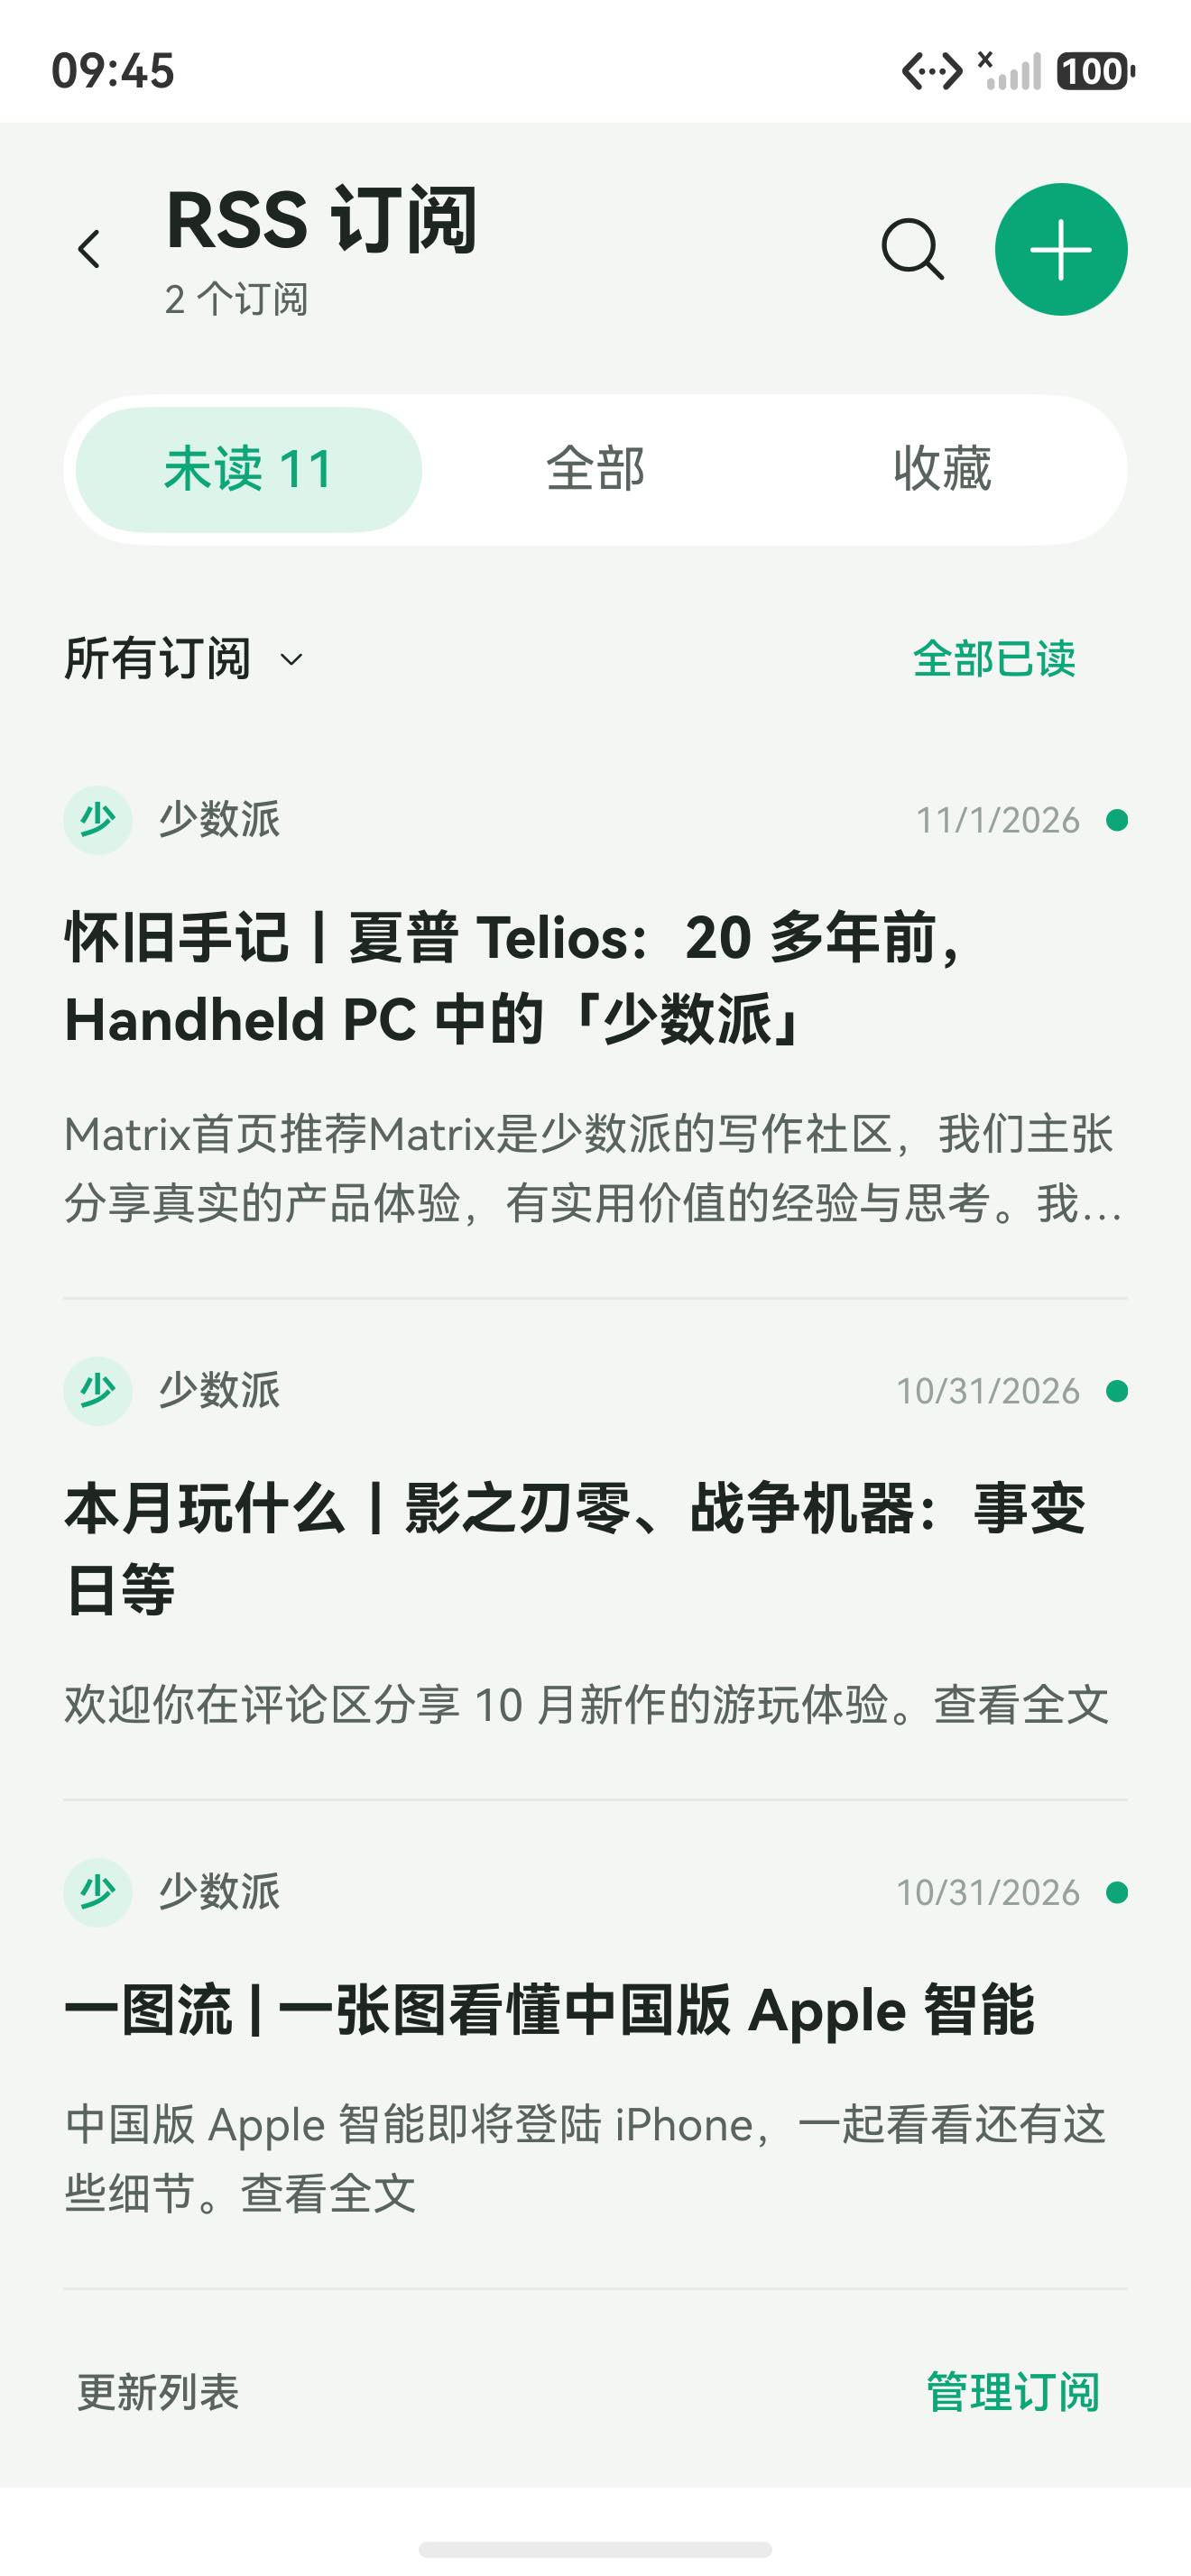 09:45
100
RSS 订阅
2 个订阅
未读 11
全部
收藏
所有订阅
全部已读
少 少数派 11/1/2026
怀旧手记丨夏普 Telios：20 多年前，
Handheld PC 中的「少数派」
Matrix首页推荐Matrix是少数派的写作社区，我们主张
分享真实的产品体验，有实用价值的经验与思考。我…
少 少数派 10/31/2026
本月玩什么丨影之刃零、战争机器：事变
日等
欢迎你在评论区分享 10 月新作的游玩体验。查看全文
少 少数派 10/31/2026
一图流 | 一张图看懂中国版 Apple 智能
中国版 Apple 智能即将登陆 iPhone，一起看看还有这
些细节。查看全文
更新列表
管理订阅